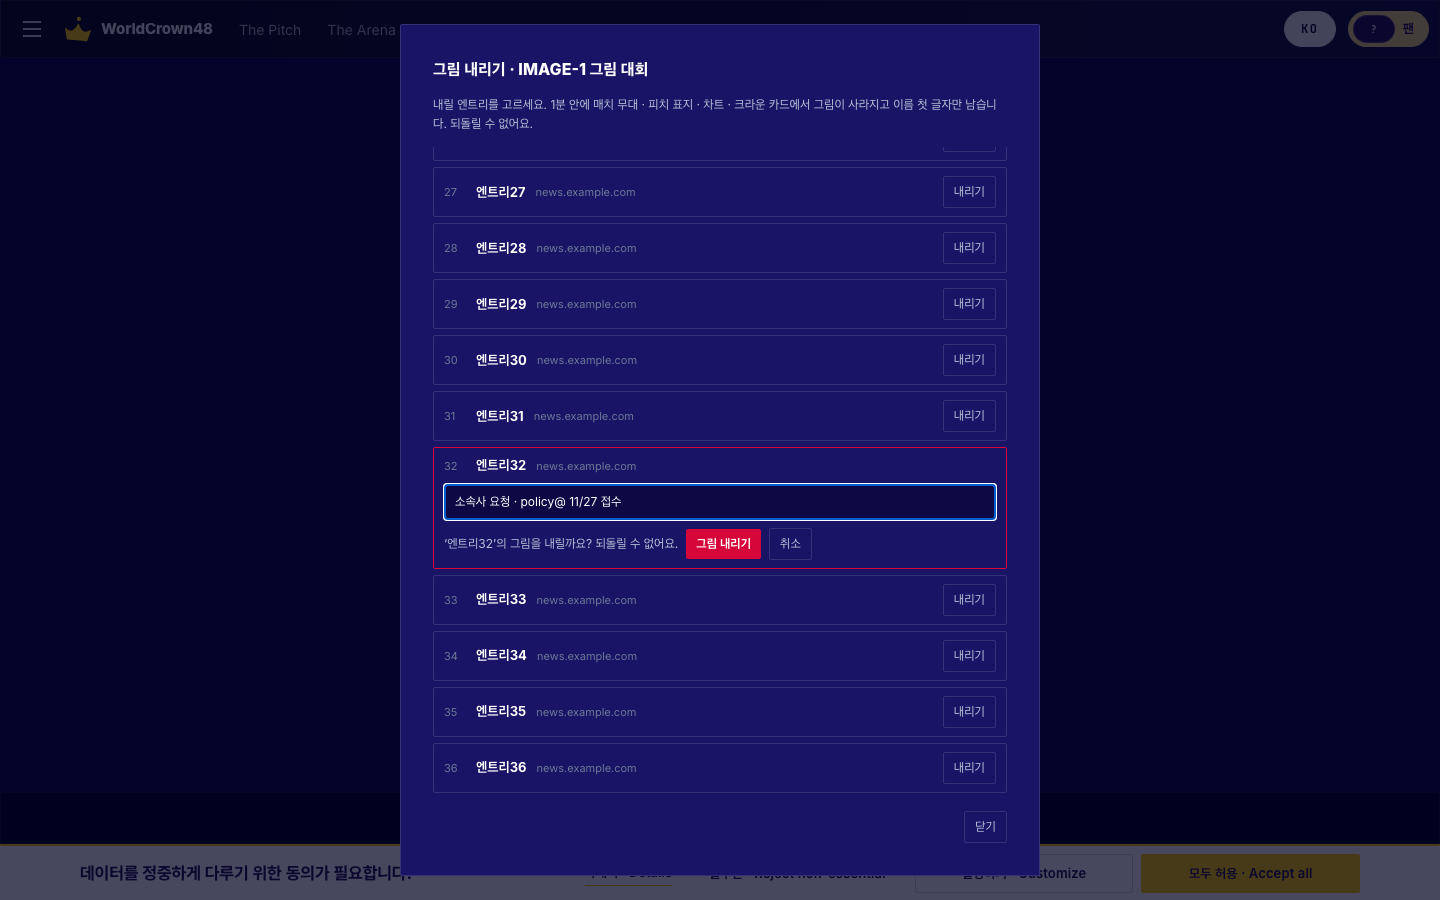 WorldCrown48
The Pitch
The Arena
KO
?
팬
그림 내리기 · IMAGE-1 그림 대회
내릴 엔트리를 고르세요. 1분 안에 매치 무대 · 피치 표지 · 차트 · 크라운 카드에서 그림이 사라지고 이름 첫 글자만 남습니
다. 되돌릴 수 없어요.
27 엔트리27 news.example.com 내리기
28 엔트리28 news.example.com 내리기
29 엔트리29 news.example.com 내리기
30 엔트리30 news.example.com 내리기
31 엔트리31 news.example.com 내리기
32 엔트리32 news.example.com
소속사 요청 · policy@ 11/27 접수
‘엔트리32’의 그림을 내릴까요? 되돌릴 수 없어요. 그림 내리기 취소
33 엔트리33 news.example.com 내리기
34 엔트리34 news.example.com 내리기
35 엔트리35 news.example.com 내리기
36 엔트리36 news.example.com 내리기
닫기
데이터를 정중하게 다루기 위한 동의가 필요합니다.
모두 허용 · Accept all